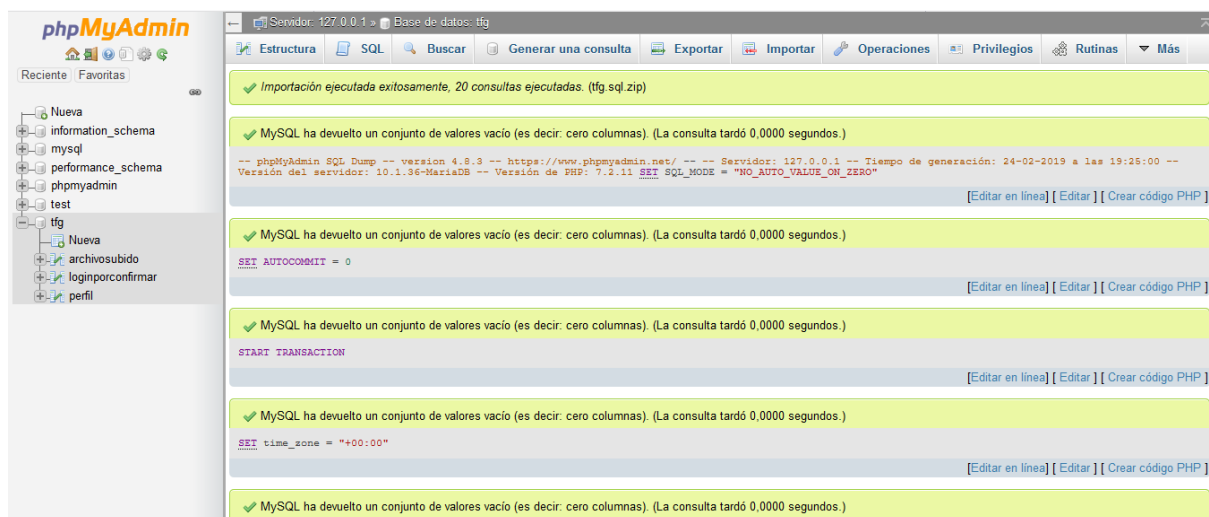 phpMyAdmin
Reciente Favoritas
Nueva
information_schema
mysql
performance_schema
phpmyadmin
test
tfg
Nueva
archivosubido
loginporconfirmar
perfil
Servidor: 127.0.0.1 » Base de datos: tfg
Estructura SQL Buscar Generar una consulta Exportar Importar Operaciones Privilegios Rutinas Más
Importación ejecutada exitosamente, 20 consultas ejecutadas. (tfg.sql.zip)
MySQL ha devuelto un conjunto de valores vacío (es decir: cero columnas). (La consulta tardó 0,0000 segundos.)
-- phpMyAdmin SQL Dump -- version 4.8.3 -- https://www.phpmyadmin.net/ -- -- Servidor: 127.0.0.1 -- Tiempo de generación: 24-02-2019 a las 19:25:00 --
Versión del servidor: 10.1.36-MariaDB -- Versión de PHP: 7.2.11 SET SQL_MODE = "NO_AUTO_VALUE_ON_ZERO"
[Editar en línea] [ Editar ] [ Crear código PHP ]
MySQL ha devuelto un conjunto de valores vacío (es decir: cero columnas). (La consulta tardó 0,0000 segundos.)
SET AUTOCOMMIT = 0
[Editar en línea] [ Editar ] [ Crear código PHP ]
MySQL ha devuelto un conjunto de valores vacío (es decir: cero columnas). (La consulta tardó 0,0000 segundos.)
START TRANSACTION
[Editar en línea] [ Editar ] [ Crear código PHP ]
MySQL ha devuelto un conjunto de valores vacío (es decir: cero columnas). (La consulta tardó 0,0000 segundos.)
SET time_zone = "+00:00"
[Editar en línea] [ Editar ] [ Crear código PHP ]
MySQL ha devuelto un conjunto de valores vacío (es decir: cero columnas). (La consulta tardó 0,0000 segundos.)